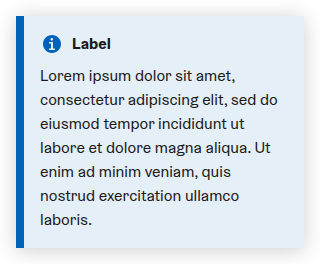 Label
Lorem ipsum dolor sit amet,
consectetur adipiscing elit, sed do
eiusmod tempor incididunt ut
labore et dolore magna aliqua. Ut
enim ad minim veniam, quis
nostrud exercitation ullamco
laboris.